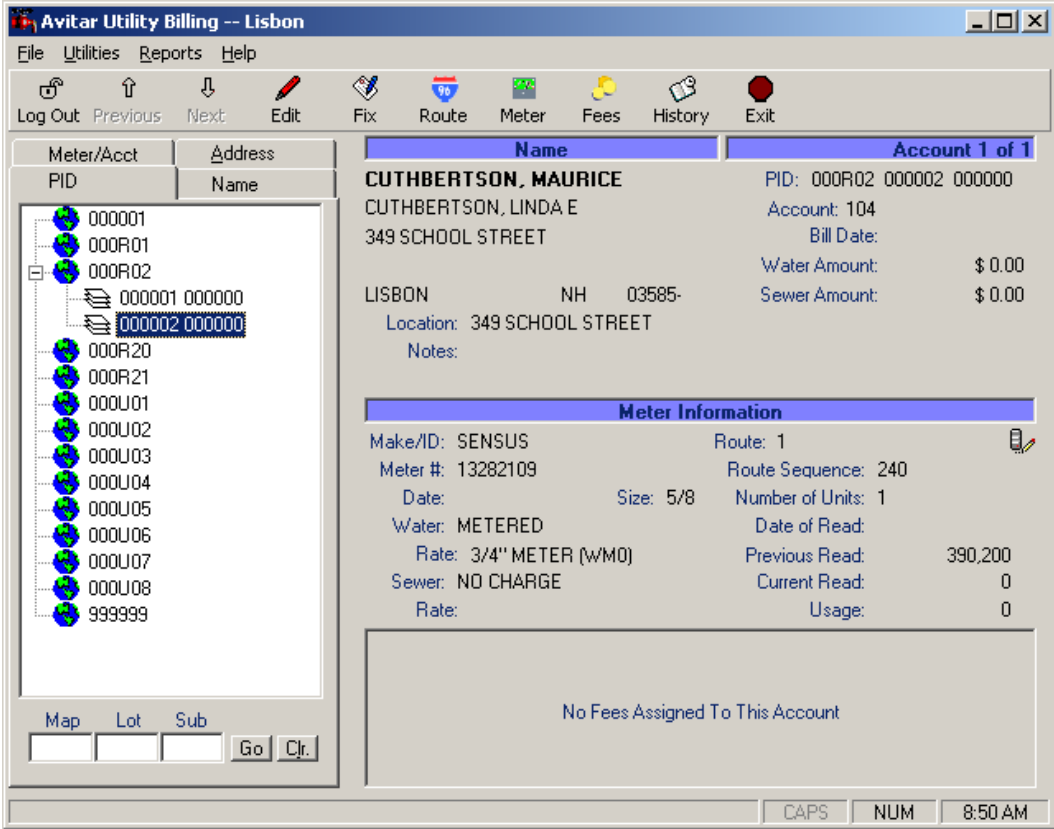 Avitar Utility Billing -- Lisbon
File Utilities Reports Help
Log Out Previous Next Edit Fix Route Meter Fees History Exit
96
Meter/Acct Address
PID Name
000001
000R01
000R02
000001 000000
000002 000000
000R20
000R21
000U01
000U02
000U03
000U04
000U05
000U06
000U07
000U08
999999
Map Lot Sub
Go Clr.
Name Account 1 of 1
CUTHBERTSON, MAURICE PID: 000R02 000002 000000
CUTHBERTSON, LINDA E Account: 104
349 SCHOOL STREET Bill Date:
Water Amount: $ 0.00
LISBON NH 03585- Sewer Amount: $ 0.00
Location: 349 SCHOOL STREET
Notes:
Meter Information
Make/ID: SENSUS Route: 1
Meter #: 13282109 Route Sequence: 240
Date: Size: 5/8 Number of Units: 1
Water: METERED Date of Read:
Rate: 3/4" METER (WM0) Previous Read: 390,200
Sewer: NO CHARGE Current Read: 0
Rate: Usage: 0
No Fees Assigned To This Account
CAPS NUM 8:50 AM